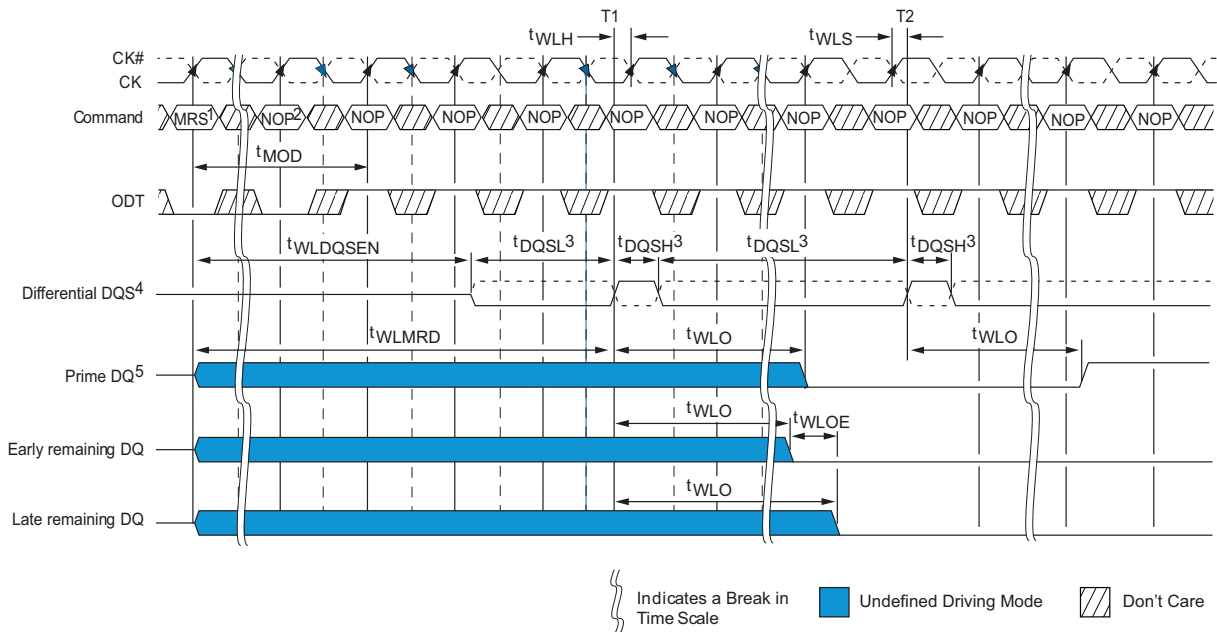 T1 T2
tWLH tWLS
CK#
CK
Command MRS1 NOP2 NOP NOP NOP NOP NOP NOP NOP NOP NOP NOP
tMOD
ODT
tWLDQSEN tDQSL3 tDQSH3 tDQSL3 tDQSH3
Differential DQS4
tWLMRD tWLO tWLO
Prime DQ5
tWLO tWLOE
Early remaining DQ
tWLO
Late remaining DQ
Indicates a Break in
Time Scale
Undefined Driving Mode
Don't Care